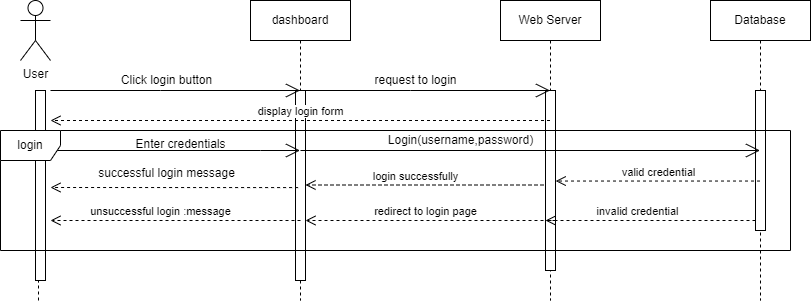 dashboard
Web Server
Database
User
Click login button
request to login
display login form
login
Enter credentials
Login(username,password)
successful login message
login successfully
valid credential
unsuccessful login :message
redirect to login page
invalid credential